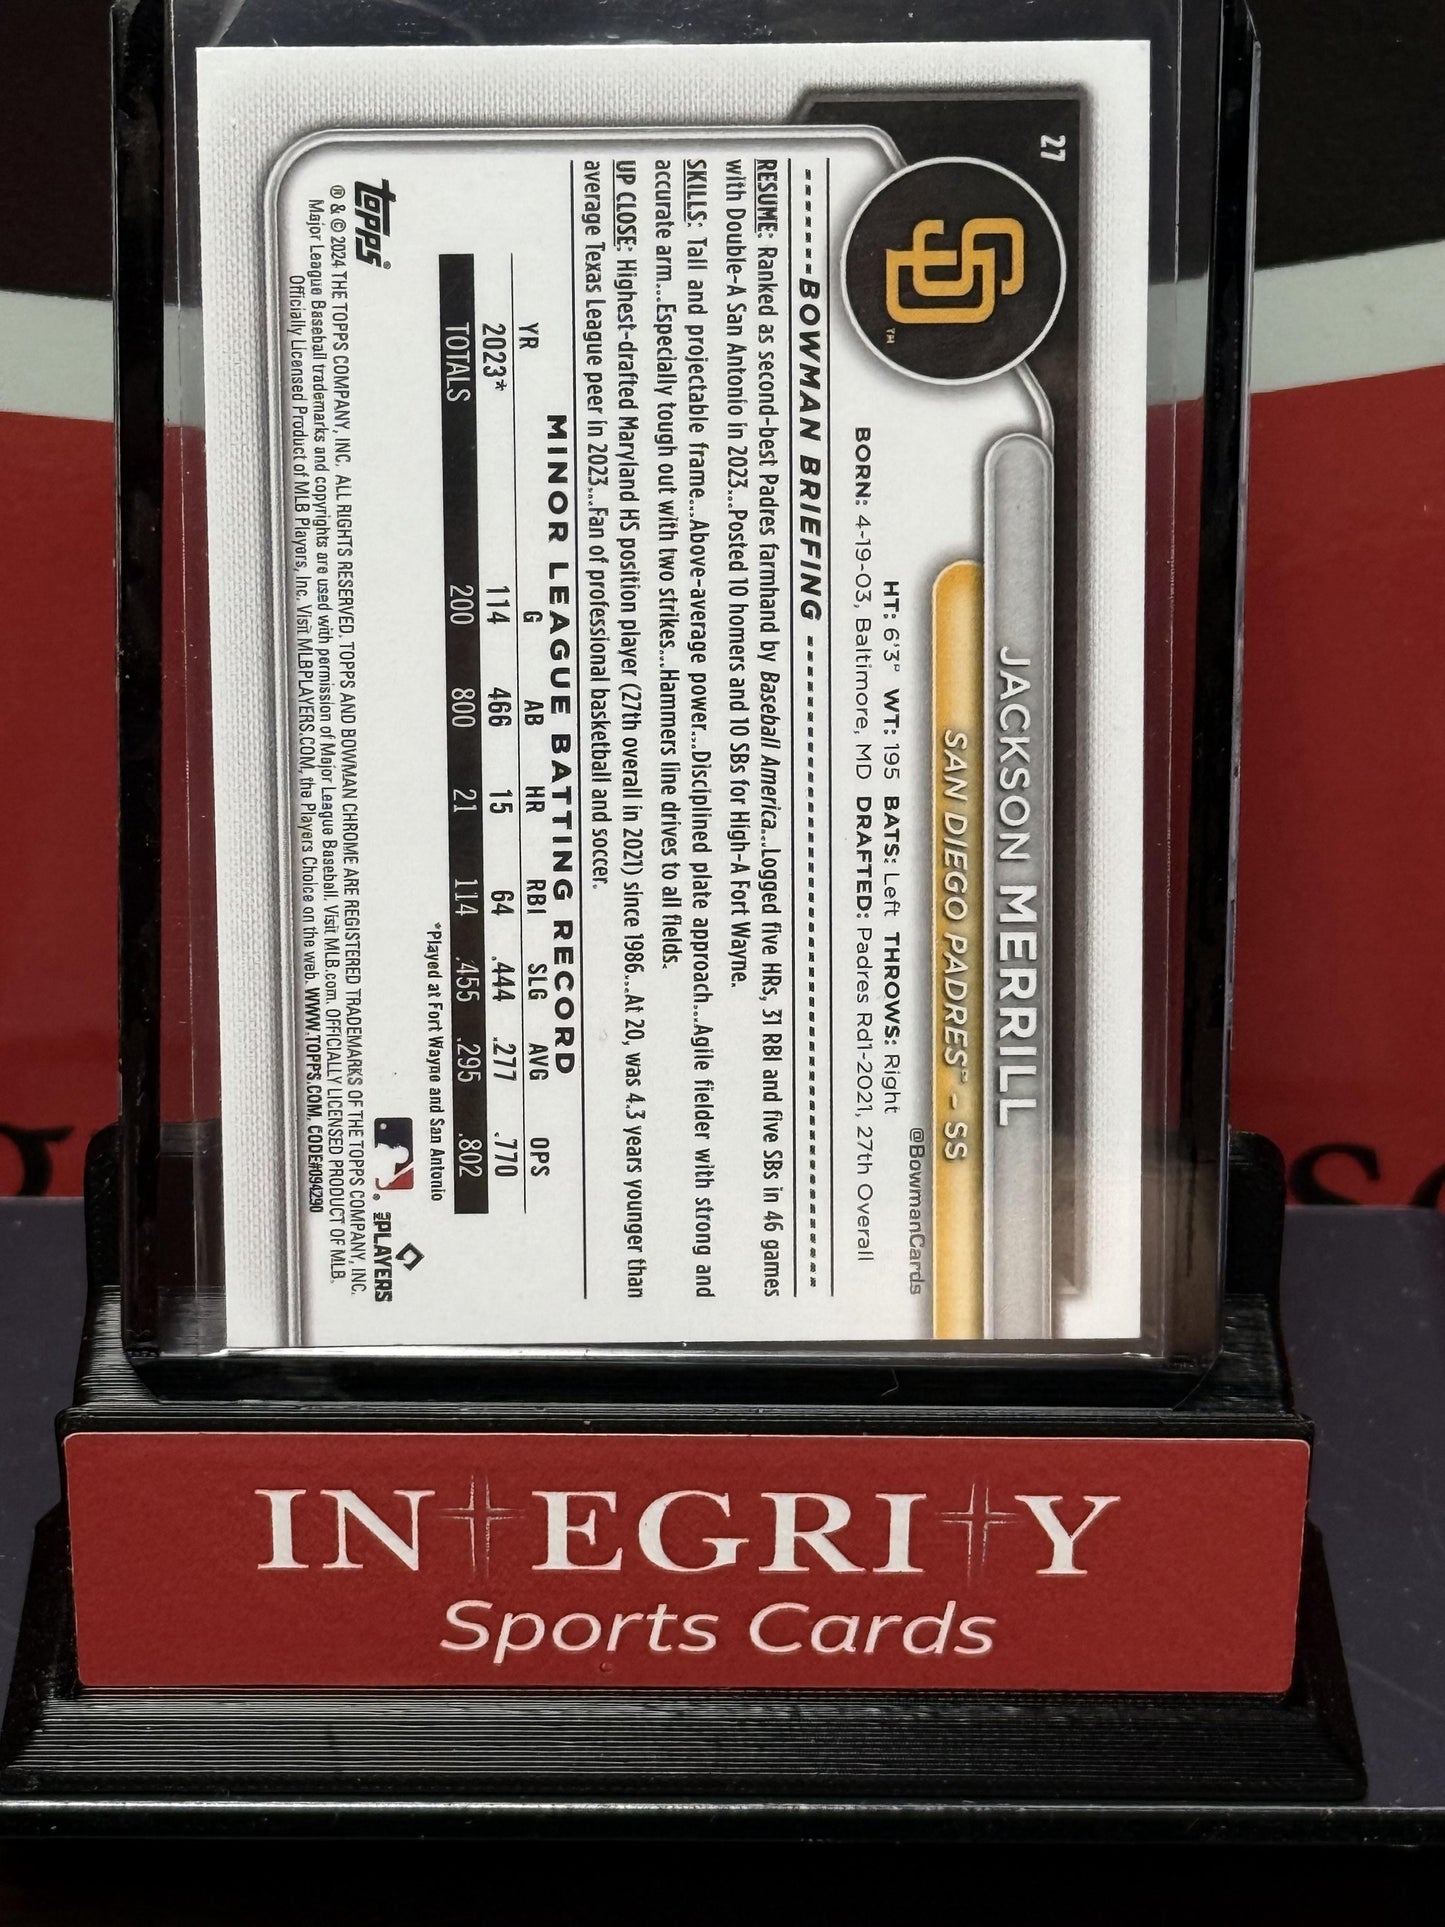 27
SD
TM
JACKSON MERRILL
SAN DIEGO PADRES™ - SS
@BowmanCards
HT: 6'3" WT: 195 BATS: Left THROWS: Right
BORN: 4-19-03, Baltimore, MD DRAFTED: Padres Rd1-2021, 27th Overall
BOWMAN BRIEFING
RESUME: Ranked as second-best Padres farmhand by Baseball America...Logged five HRs, 31 RBI and five SBs in 46 games
with Double-A San Antonio in 2023...Posted 10 homers and 10 SBs for High-A Fort Wayne.
SKILLS: Tall and projectable frame...Above-average power...Disciplined plate approach...Agile fielder with strong and
accurate arm...Especially tough out with two strikes...Hammers line drives to all fields.
UP CLOSE: Highest-drafted Maryland HS position player (27th overall in 2021) since 1986...At 20, was 4.3 years younger than
average Texas League peer in 2023...Fan of professional basketball and soccer.
MINOR LEAGUE BATTING RECORD
YR G AB HR RBI SLG AVG OPS
2023* 114 466 15 64 .444 .277 .770
TOTALS 200 800 21 114 .455 .295 .802
*Played at Fort Wayne and San Antonio
topps®
MLB PLAYERS
® & © 2024 THE TOPPS COMPANY, INC. ALL RIGHTS RESERVED. TOPPS AND BOWMAN CHROME ARE REGISTERED TRADEMARKS OF THE TOPPS COMPANY, INC.
Major League Baseball trademarks and copyrights are used with permission of Major League Baseball. Visit MLB.com. OFFICIALLY LICENSED PRODUCT OF MLB
Officially Licensed Product of MLB Players, Inc. Visit MLBPLAYERS.COM, the Players Choice on the web. WWW.TOPPS.COM. CODE#094290
INTEGRITY
Sports Cards